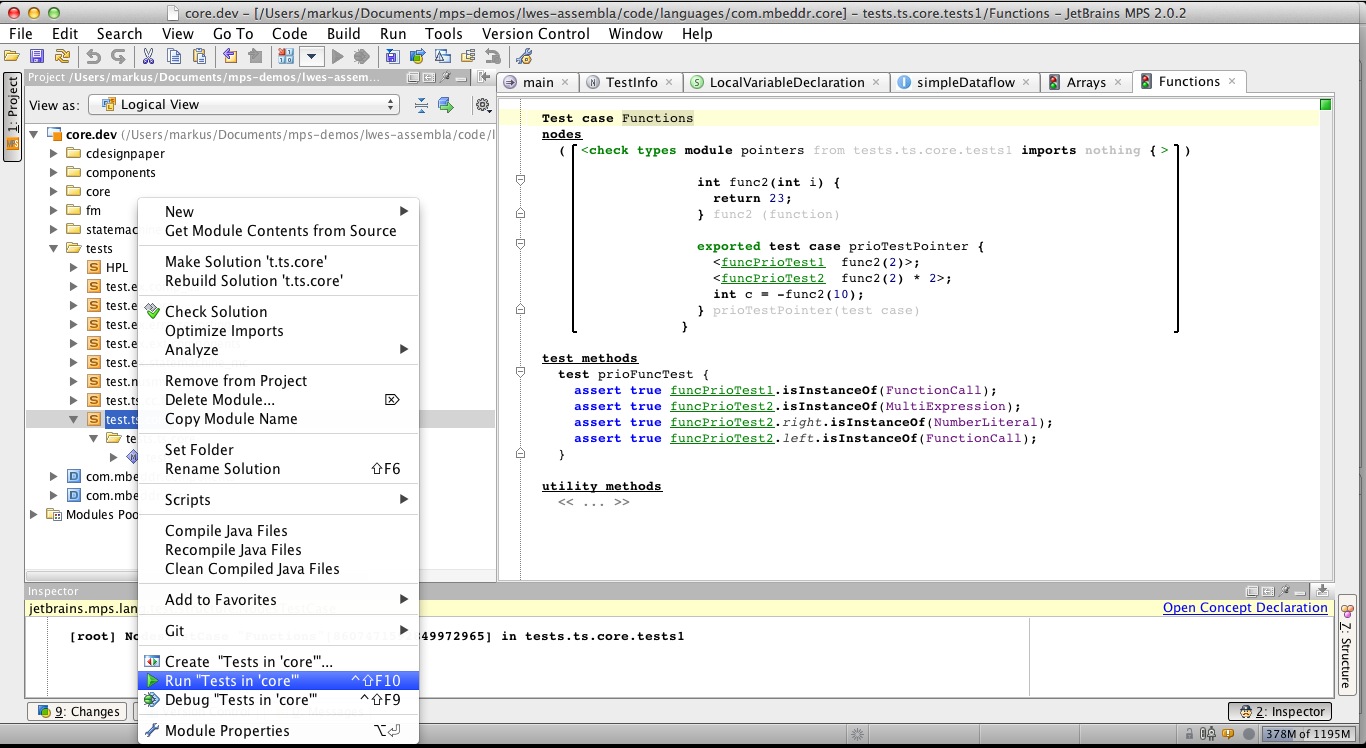 core.dev – [/Users/markus/Documents/mps-demos/lwes-assembla/code/languages/com.mbeddr.core] – tests.ts.core.tests1/Functions – JetBrains MPS 2.0.2
File Edit Search View Go To Code Build Run Tools Version Control Window Help
1: Project
Project /Users/markus/Documents/mps-demos/lwes-assem...
View as: Logical View
core.dev (/Users/markus/Documents/mps-demos/lwes-assembla/code/l
cdesignpaper
components
core
fm
statemac
tests
HPL
test.e
test.e
test.e
test.e
test.e
test.n
test.ts
test.ts
te
com.mbe
com.mbe
Modules Poo
New
Get Module Contents from Source
Make Solution 't.ts.core'
Rebuild Solution 't.ts.core'
Check Solution
Optimize Imports
Analyze
Remove from Project
Delete Module...
Copy Module Name
Set Folder
Rename Solution ⇧F6
Scripts
Compile Java Files
Recompile Java Files
Clean Compiled Java Files
Add to Favorites
Git
Create "Tests in 'core'"...
Run "Tests in 'core'" ^⇧F10
Debug "Tests in 'core'" ^⇧F9
Module Properties ⌥⏎
main TestInfo LocalVariableDeclaration simpleDataflow Arrays Functions
Test case Functions
nodes
( <check types module pointers from tests.ts.core.tests1 imports nothing { > )
int func2(int i) {
return 23;
} func2 (function)
exported test case prioTestPointer {
<funcPrioTest1 func2(2)>;
<funcPrioTest2 func2(2) * 2>;
int c = -func2(10);
} prioTestPointer(test case)
}
test methods
test prioFuncTest {
assert true funcPrioTest1.isInstanceOf(FunctionCall);
assert true funcPrioTest2.isInstanceOf(MultiExpression);
assert true funcPrioTest2.right.isInstanceOf(NumberLiteral);
assert true funcPrioTest2.left.isInstanceOf(FunctionCall);
}
utility methods
<< ... >>
Inspector
jetbrains.mps.lan
Open Concept Declaration
[root] No 49972965] in tests.ts.core.tests1
Z: Structure
9: Changes
2: Inspector
378M of 1195M